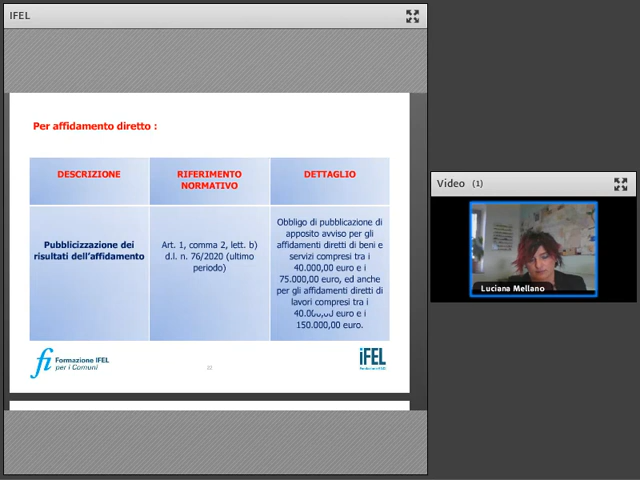 IFEL
Per affidamento diretto :
DESCRIZIONE
RIFERIMENTO
NORMATIVO
DETTAGLIO
Pubblicizzazione dei
risultati dell'affidamento
Art. 1, comma 2, lett. b)
d.l. n. 76/2020 (ultimo
periodo)
Obbligo di pubblicazione di
apposito avviso per gli
affidamenti diretti di beni e
servizi compresi tra i
40.000,00 euro e i
75.000,00 euro, ed anche
per gli affidamenti diretti di
lavori compresi tra i
euro e i
150.000,00 euro.
fi Formazione IFEL
per i Comuni
22
iFEL
Video (1)
Luciana Mellano